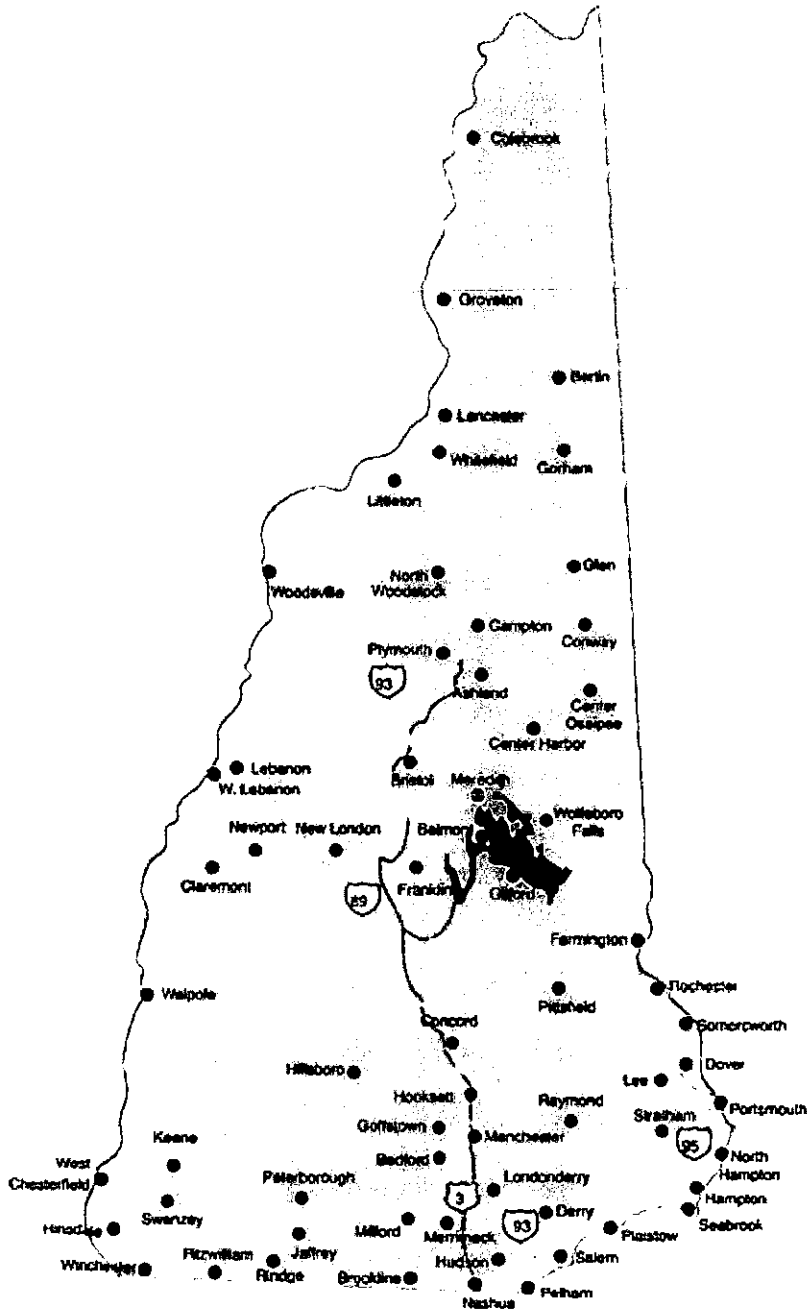 Colebrook
Groveton
Berlin
Lancaster
Whitefield
Gorham
Littleton
Woodsville
North
Woodstock
Glen
Campton
Conway
Plymouth
93
Ashland
Center
Ossipee
Center Harbor
Bristol
Lebanon
W. Lebanon
Wolfeboro
Falls
Newport
New London
Belmont
Claremont
89
Franklin
Gilford
Farmington
Walpole
Pittsfield
Rochester
Somersworth
Concord
Hillsboro
Dover
Lee
Hooksett
Raymond
Portsmouth
Goffstown
Stratham
Manchester
95
Keene
Bedford
North
Hampton
West
Chesterfield
Peterborough
Londonderry
3
Hampton
Swanzey
Milford
Merrimack
93
Derry
Seabrook
Hinsdale
Plaistow
Jaffrey
Winchester
Fitzwilliam
Rindge
Hudson
Salem
Brookline
Nashua
Pelham